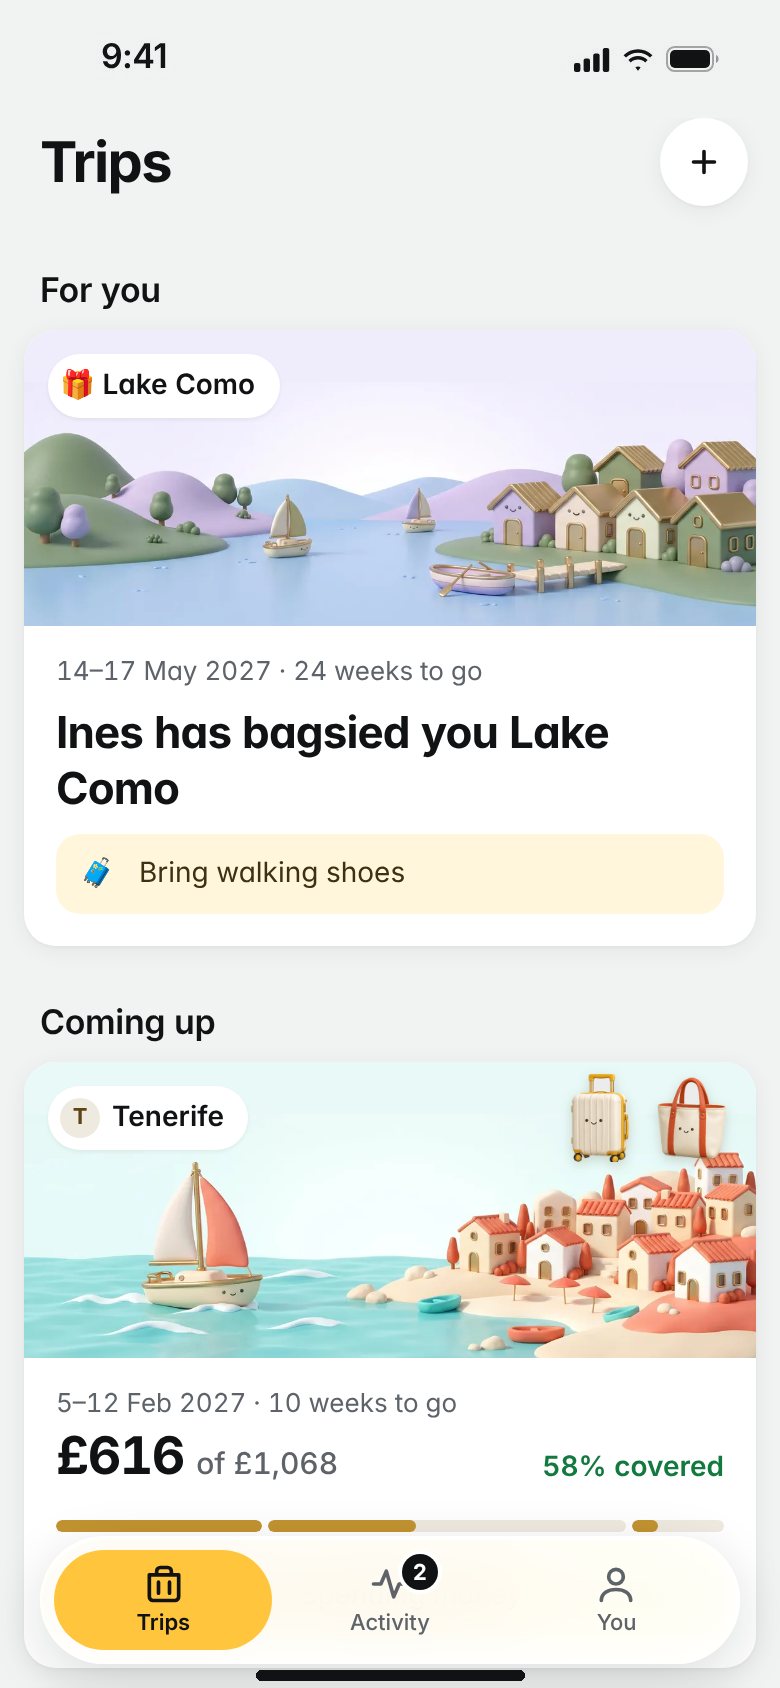 9:41
Trips
For you
Lake Como
14–17 May 2027 · 24 weeks to go
Ines has bagsied you Lake
Como
Bring walking shoes
Coming up
T Tenerife
5–12 Feb 2027 · 10 weeks to go
£616 of £1,068
58% covered
2
Trips
Activity
You